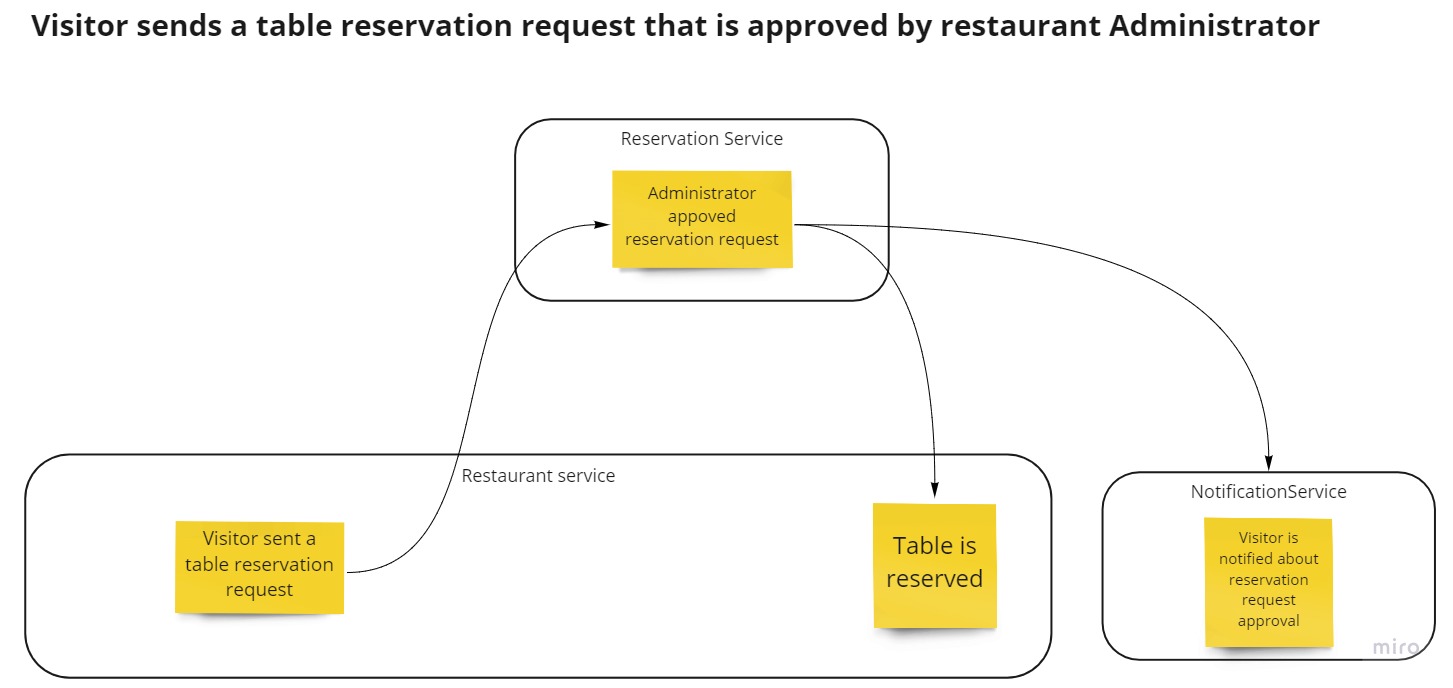 Visitor sends a table reservation request that is approved by restaurant Administrator
Reservation Service
Administrator
appoved
reservation request
Restaurant service
Visitor sent a
table reservation
request
Table is
reserved
NotificationService
Visitor is
notified about
reservation
request
approval
miro